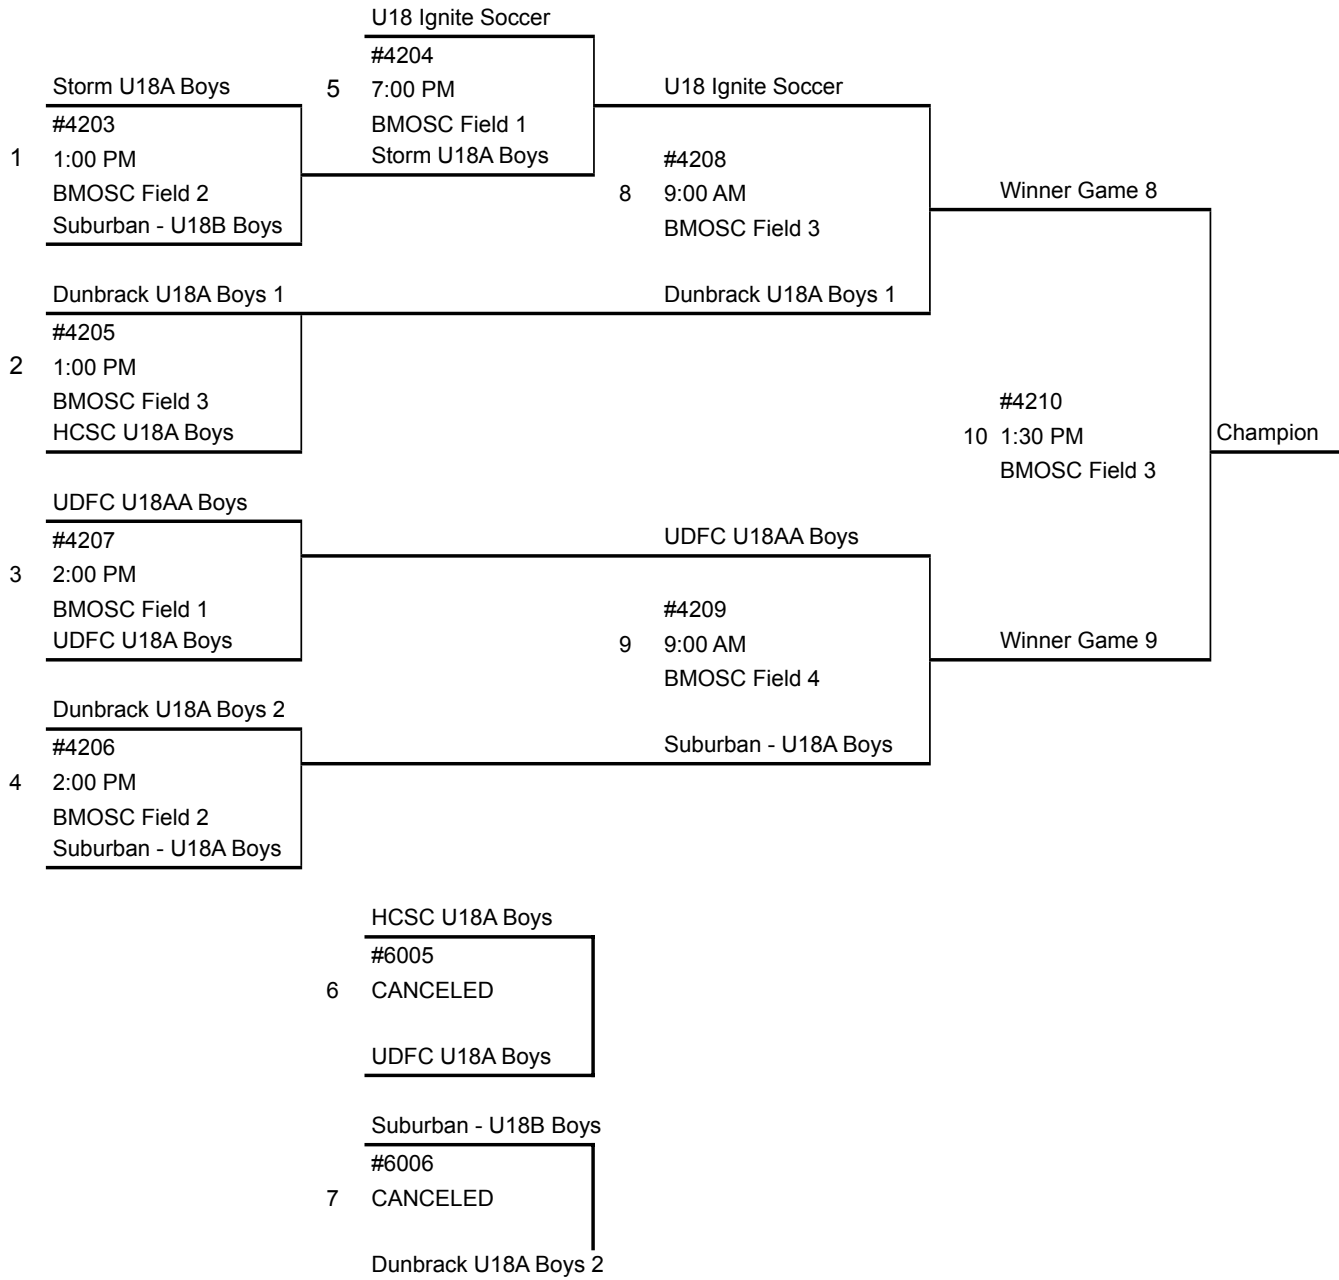 U18 Ignite Soccer
#4204
5 7:00 PM
BMOSC Field 1
Storm U18A Boys
Storm U18A Boys
#4203
1 1:00 PM
BMOSC Field 2
Suburban - U18B Boys
U18 Ignite Soccer
#4208
8 9:00 AM
BMOSC Field 3
Dunbrack U18A Boys 1
Winner Game 8
Dunbrack U18A Boys 1
#4205
2 1:00 PM
BMOSC Field 3
HCSC U18A Boys
#4210
10 1:30 PM
BMOSC Field 3
Champion
UDFC U18AA Boys
#4207
3 2:00 PM
BMOSC Field 1
UDFC U18A Boys
UDFC U18AA Boys
#4209
9 9:00 AM
BMOSC Field 4
Suburban - U18A Boys
Winner Game 9
Dunbrack U18A Boys 2
#4206
4 2:00 PM
BMOSC Field 2
Suburban - U18A Boys
HCSC U18A Boys
#6005
6 CANCELED
UDFC U18A Boys
Suburban - U18B Boys
#6006
7 CANCELED
Dunbrack U18A Boys 2